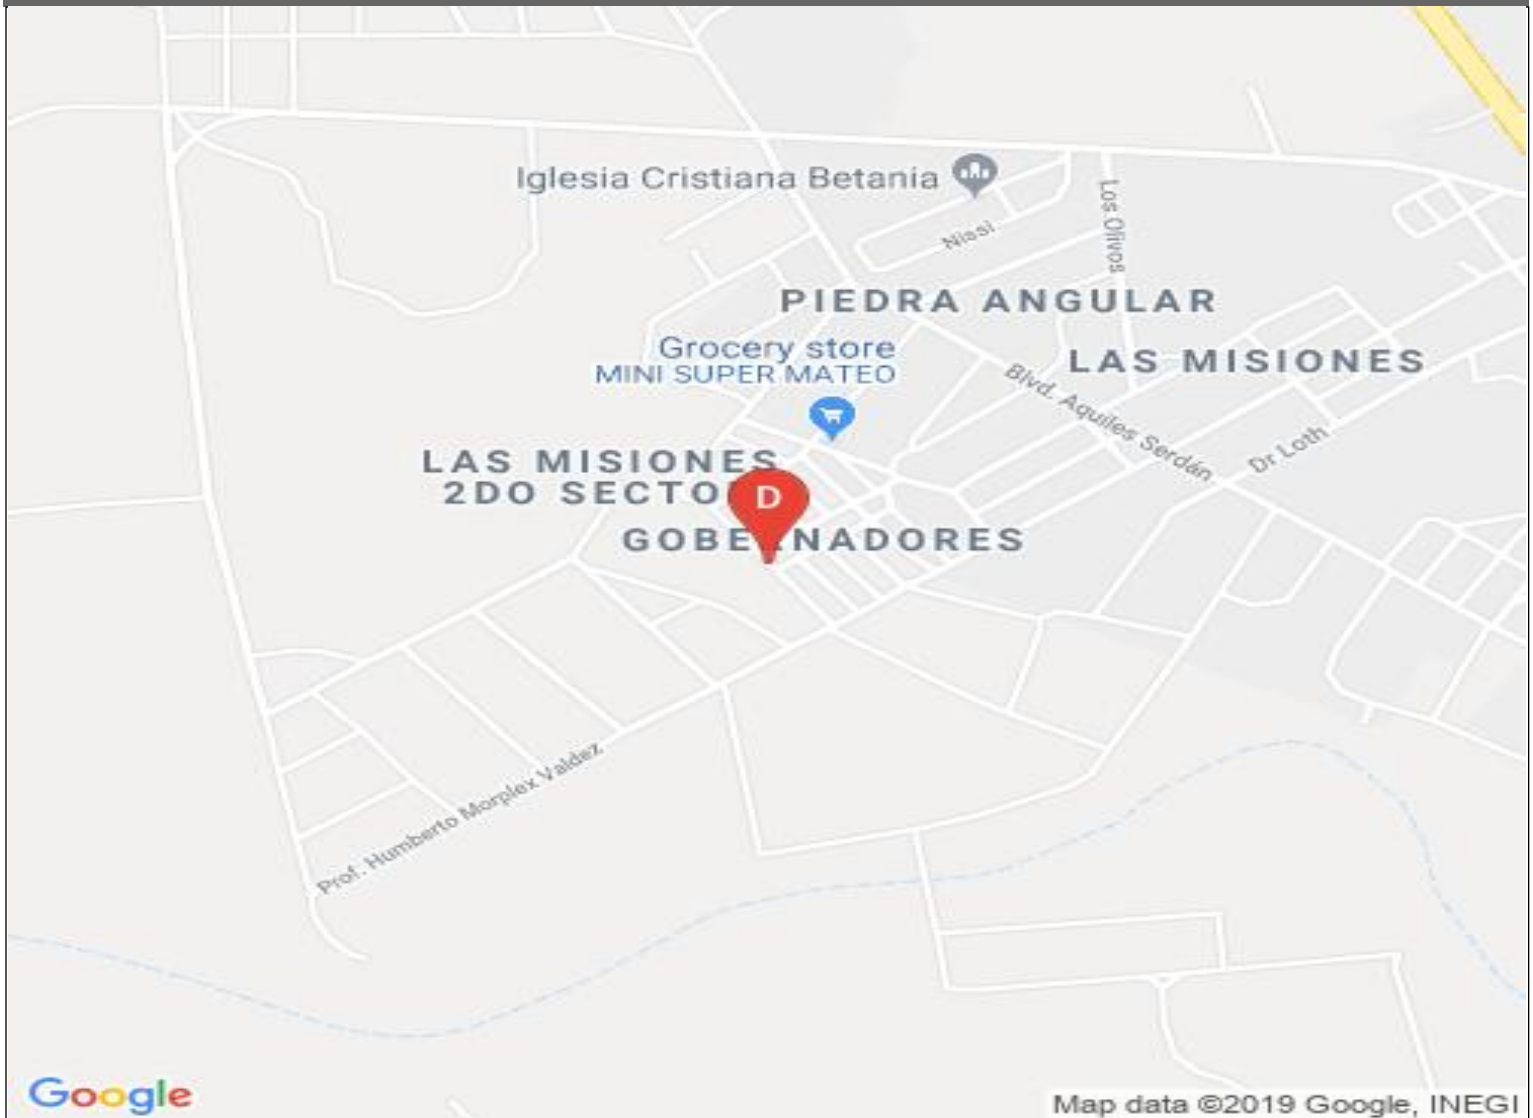 Iglesia Cristiana Betania
Nissi
Los Olivos
PIEDRA ANGULAR
Grocery store
MINI SUPER MATEO
LAS MISIONES
Blvd. Aquiles Serdán
Dr Loth
LAS MISIONES
2DO SECTO
D
GOBE NADORES
Prof. Humberto Morplex Valdez
Google
Map data ©2019 Google, INEGI